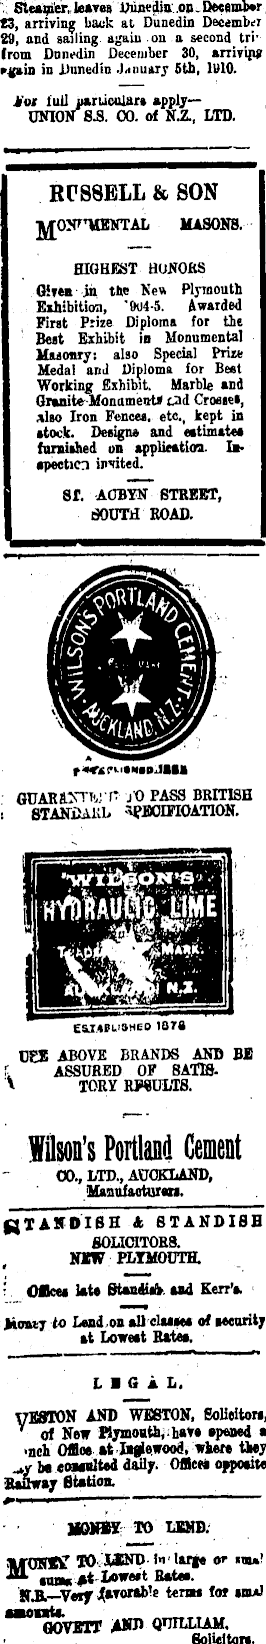 Steamer leaves Dunedin on December
23, arriving back at Dunedin December
29, and sailing again on a second trip
from Dunedin December 30, arriving
again in Dunedin January 5th, 1910.
For full particulars apply—
UNION S.S. CO. of N.Z., LTD.
RUSSELL & SON
MONUMENTAL MASONS.
HIGHEST HONORS
Given in the New Plymouth
Exhibition, 1904-5. Awarded
First Prize Diploma for the
Best Exhibit in Monumental
Masonry: also Special Prize
Medal and Diploma for Best
Working Exhibit. Marble and
Granite Monuments and Crosses,
also Iron Fences, etc., kept in
stock. Designs and estimates
furnished on application. In-
spection invited.
ST. AUBYN STREET,
SOUTH ROAD.
WILSON'S PORTLAND CEMENT
AUCKLAND, N.Z.
GUARANTEED TO PASS BRITISH
STANDARD SPECIFICATION.
WILSON'S
HYDRAULIC LIME
TRADE MARK
N.Z.
ESTABLISHED 1878
USE ABOVE BRANDS AND BE
ASSURED OF SATIS-
TORY RESULTS.
Wilson's Portland Cement
CO., LTD., AUCKLAND,
Manufacturers.
STANDISH & STANDISH
SOLICITORS.
NEW PLYMOUTH.
Offices late Standish and Kerr's.
Money to Lend on all classes of security
at Lowest Rates.
LEGAL.
WESTON AND WESTON, Solicitors,
of New Plymouth, have opened a
nch Office at Inglewood, where they
y be consulted daily. Offices opposite
Railway Station.
MONEY TO LEND.
MONEY TO LEND in large or small
sums at Lowest Rates.
N.B.—Very favorable terms for small
amounts.
GOVETT AND QUILLIAM,
Solicitors.